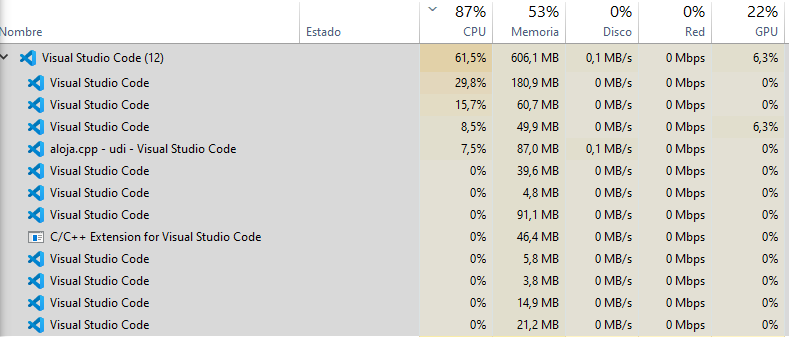 87% 53% 0% 0% 22%
Nombre Estado CPU Memoria Disco Red GPU
Visual Studio Code (12) 61,5% 606,1 MB 0,1 MB/s 0 Mbps 6,3%
Visual Studio Code 29,8% 180,9 MB 0 MB/s 0 Mbps 0%
Visual Studio Code 15,7% 60,7 MB 0 MB/s 0 Mbps 0%
Visual Studio Code 8,5% 49,9 MB 0 MB/s 0 Mbps 6,3%
aloja.cpp - udi - Visual Studio Code 7,5% 87,0 MB 0,1 MB/s 0 Mbps 0%
Visual Studio Code 0% 39,6 MB 0 MB/s 0 Mbps 0%
Visual Studio Code 0% 4,8 MB 0 MB/s 0 Mbps 0%
Visual Studio Code 0% 91,1 MB 0 MB/s 0 Mbps 0%
C/C++ Extension for Visual Studio Code 0% 46,4 MB 0 MB/s 0 Mbps 0%
Visual Studio Code 0% 5,8 MB 0 MB/s 0 Mbps 0%
Visual Studio Code 0% 3,8 MB 0 MB/s 0 Mbps 0%
Visual Studio Code 0% 14,9 MB 0 MB/s 0 Mbps 0%
Visual Studio Code 0% 21,2 MB 0 MB/s 0 Mbps 0%